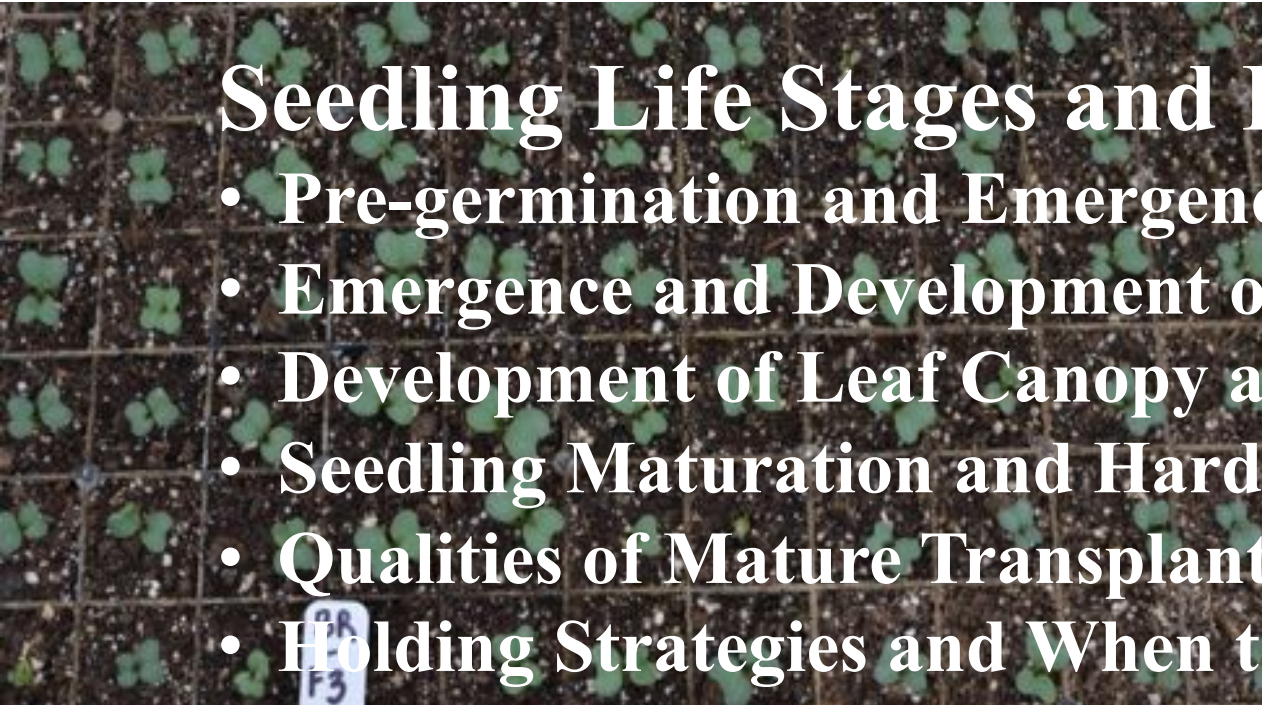 Seedling Life Stages and
• Pre-germination and Emergenc
• Emergence and Development o
• Development of Leaf Canopy a
• Seedling Maturation and Hard
• Qualities of Mature Transplant
• Holding Strategies and When t
F3